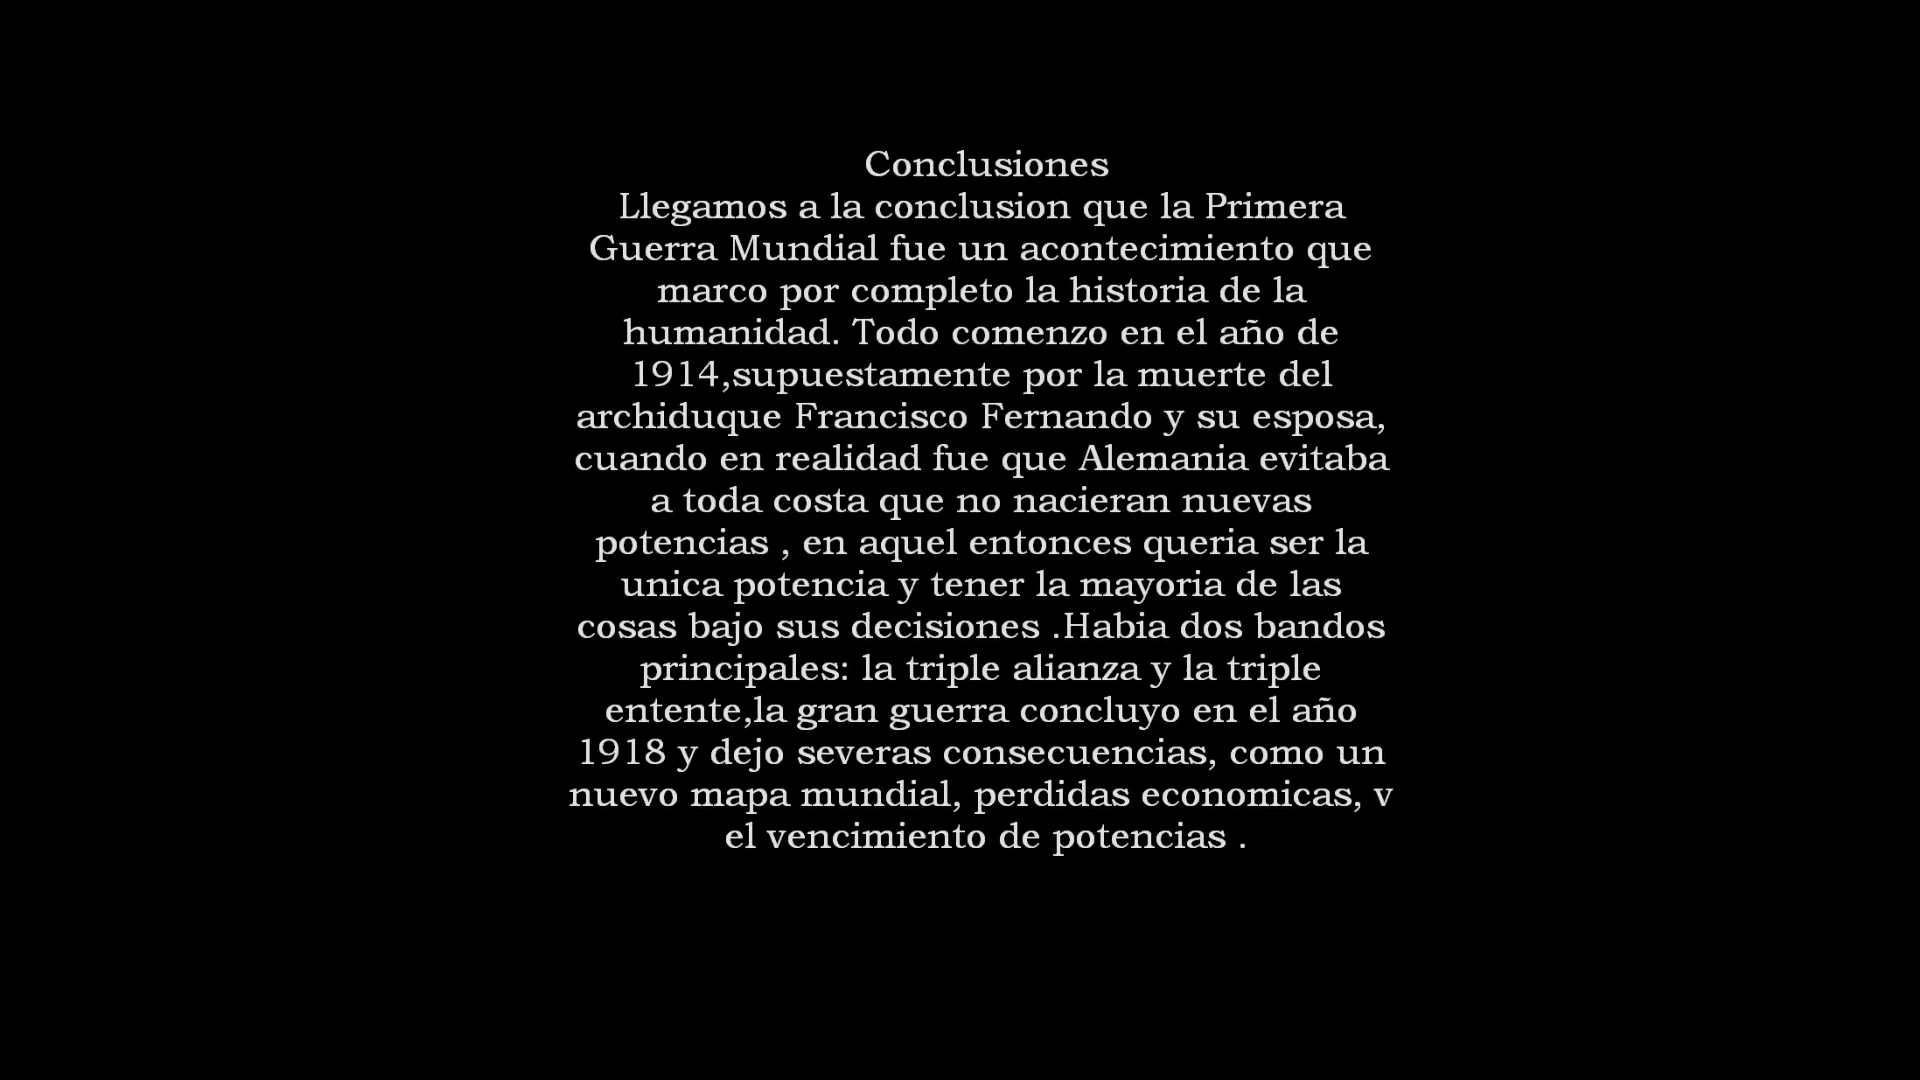 Conclusiones
Llegamos a la conclusion que la Primera
Guerra Mundial fue un acontecimiento que
marco por completo la historia de la
humanidad. Todo comenzo en el año de
1914,supuestamente por la muerte del
archiduque Francisco Fernando y su esposa,
cuando en realidad fue que Alemania evitaba
a toda costa que no nacieran nuevas
potencias , en aquel entonces queria ser la
unica potencia y tener la mayoria de las
cosas bajo sus decisiones .Habia dos bandos
principales: la triple alianza y la triple
entente,la gran guerra concluyo en el año
1918 y dejo severas consecuencias, como un
nuevo mapa mundial, perdidas economicas, v
el vencimiento de potencias .